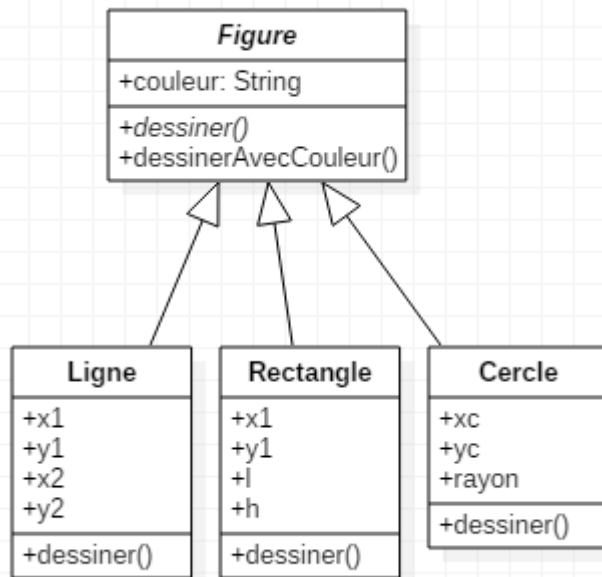 Figure
+couleur: String
+dessiner()
+dessinerAvecCouleur()
Ligne
+x1
+y1
+x2
+y2
+dessiner()
Rectangle
+x1
+y1
+l
+h
+dessiner()
Cercle
+xc
+yc
+rayon
+dessiner()